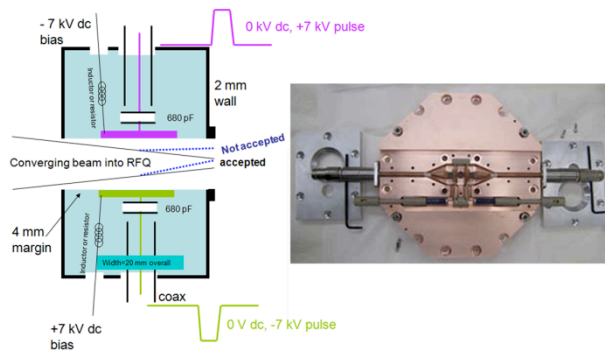 - 7 kV dc
bias
0 kV dc, +7 kV pulse
Inductor or resistor
2 mm
wall
680 pF
Not accepted
Converging beam into RFQ
accepted
680 pF
4 mm
margin
Inductor or resistor
Width=20 mm overall
coax
+7 kV dc
bias
0 V dc, -7 kV pulse